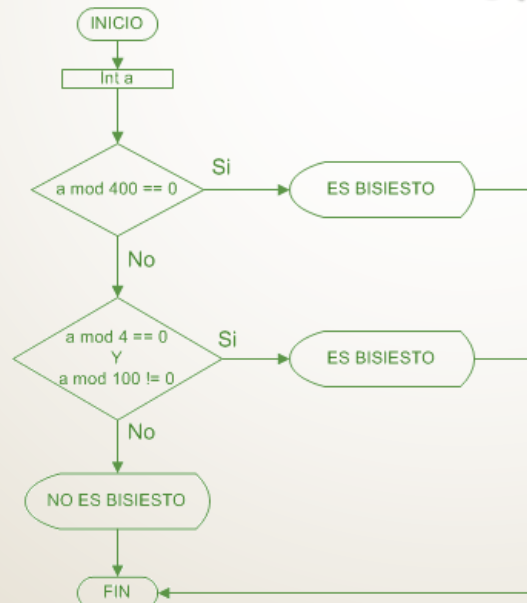 INICIO
Int a
a mod 400 == 0
Si
ES BISIESTO
No
a mod 4 == 0
Y
a mod 100 != 0
Si
ES BISIESTO
No
NO ES BISIESTO
FIN